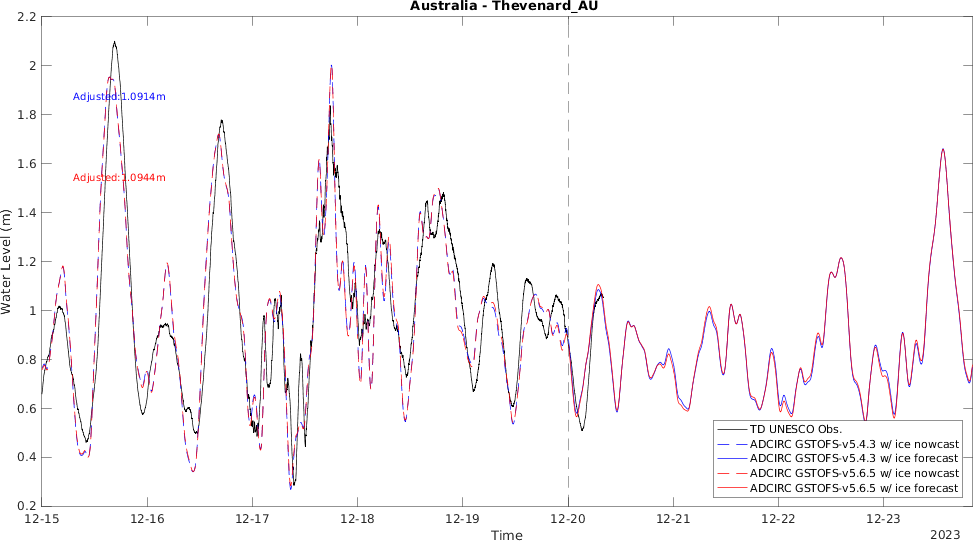 Australia - Thevenard_AU
2.2
2
1.8
1.6
1.4
1.2
1
0.8
0.6
0.4
0.2
Water Level (m)
Adjusted:1.0914m
Adjusted:1.0944m
TD UNESCO Obs.
ADCIRC GSTOFS-v5.4.3 w/ ice nowcast
ADCIRC GSTOFS-v5.4.3 w/ ice forecast
ADCIRC GSTOFS-v5.6.5 w/ ice nowcast
ADCIRC GSTOFS-v5.6.5 w/ ice forecast
12-15 12-16 12-17 12-18 12-19 12-20 12-21 12-22 12-23
Time
2023